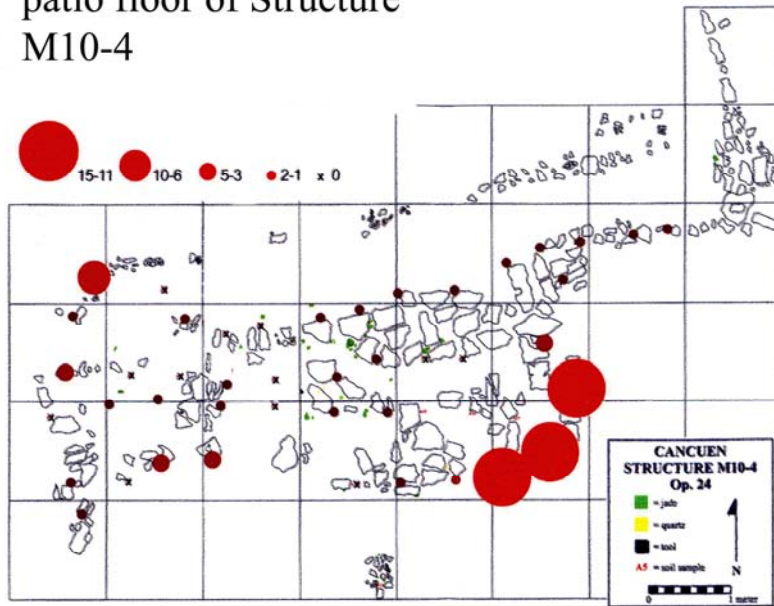 patio floor of Structure
M10-4
15-11 10-6 5-3 2-1 x 0
CANCUEN
STRUCTURE M10-4
Op. 24
= jade
= quartz
= tool
A5 = soil sample
N
0 1 meter